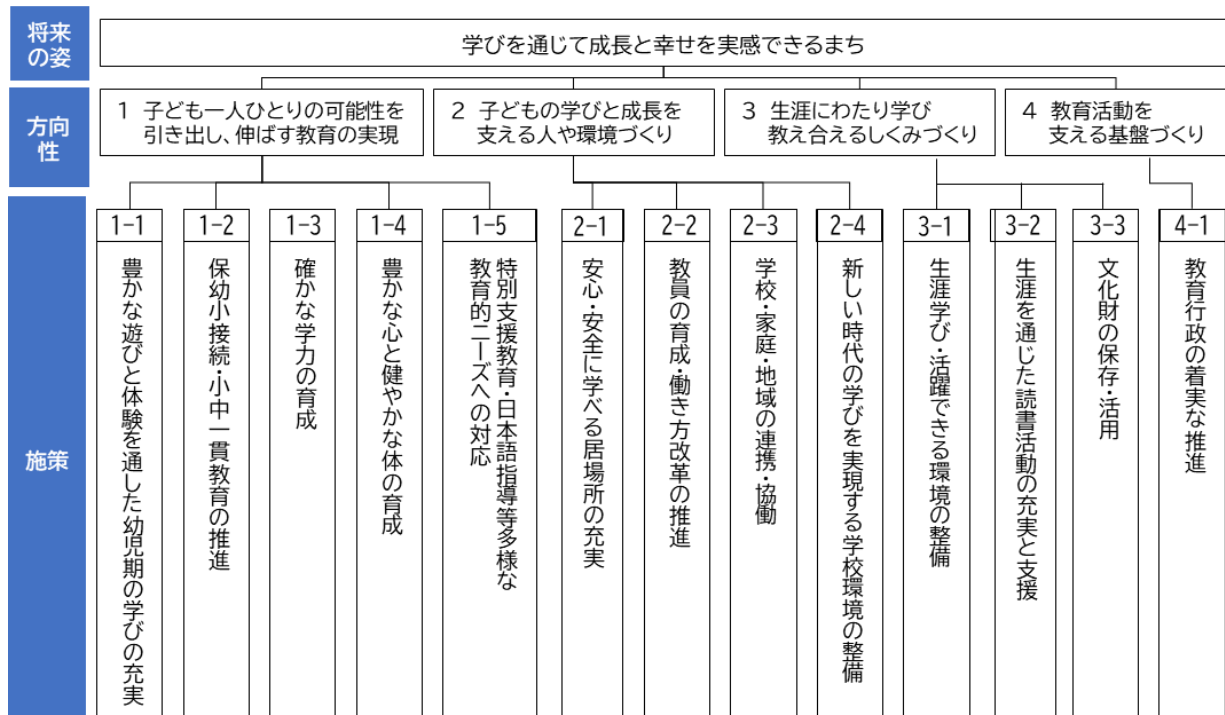 将来
の姿
学びを通じて成長と幸せを実感できるまち
方向
性
1 子ども一人ひとりの可能性を
引き出し、伸ばす教育の実現
2 子どもの学びと成長を
支える人や環境づくり
3 生涯にわたり学び
教え合えるしくみづくり
4 教育活動を
支える基盤づくり
施策
1-1
豊かな遊びと体験を通した幼児期の学びの充実
1-2
保幼小接続・小中一貫教育の推進
1-3
確かな学力の育成
1-4
豊かな心と健やかな体の育成
1-5
特別支援教育・日本語指導等多様な
教育的ニーズへの対応
2-1
安心・安全に学べる居場所の充実
2-2
教員の育成・働き方改革の推進
2-3
学校・家庭・地域の連携・協働
2-4
新しい時代の学びを実現する学校環境の整備
3-1
生涯学び・活躍できる環境の整備
3-2
生涯を通じた読書活動の充実と支援
3-3
文化財の保存・活用
4-1
教育行政の着実な推進